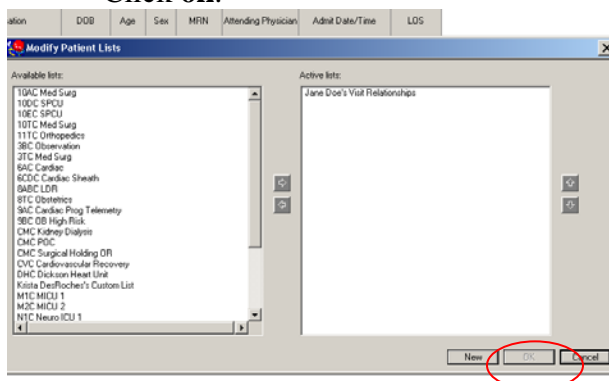 Click ok.
ation DOB Age Sex MRN Attending Physician Admit Date/Time LOS
Modify Patient Lists
Available lists: Active lists:
10AC Med Surg Jane Doe's Visit Relationships
10DC SPCU
10EC SPCU
10TC Med Surg
11TC Orthopedics
3BC Observation
3TC Med Surg
6AC Cardiac
6CDC Cardiac Sheath
8ABC LDR
8TC Obstetrics
9AC Cardiac Prog Telemetry
9BC OB High Risk
CMC Kidney Dialysis
CMC POC
CMC Surgical Holding OR
CVC Cardiovascular Recovery
DHC Dickson Heart Unit
Krista DesRoches's Custom List
M1C MICU 1
M2C MICU 2
N1C Neuro ICU 1
New OK Cancel